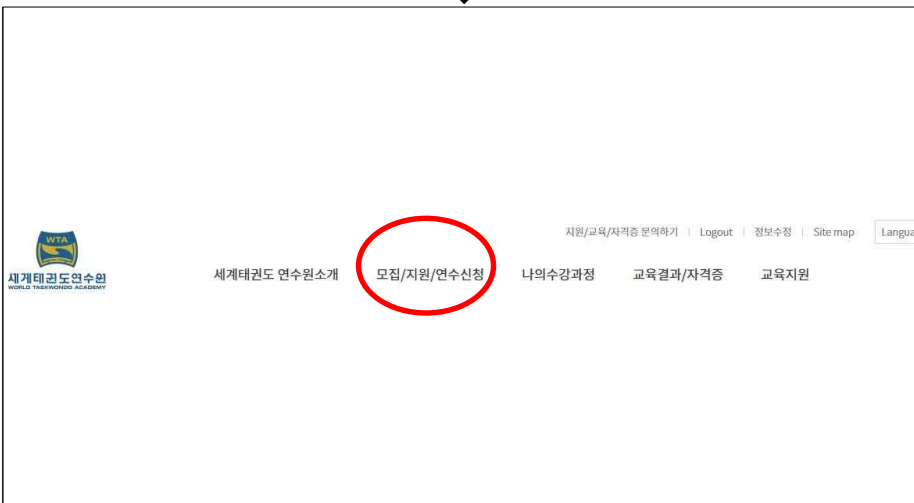 지원/교육/자격증 문의하기 | Logout | 정보수정 | Site map Langua
WTA
세계태권도연수원
WORLD TAEKWONDO ACADEMY
세계태권도 연수원소개 모집/지원/연수신청 나의수강과정 교육결과/자격증 교육지원